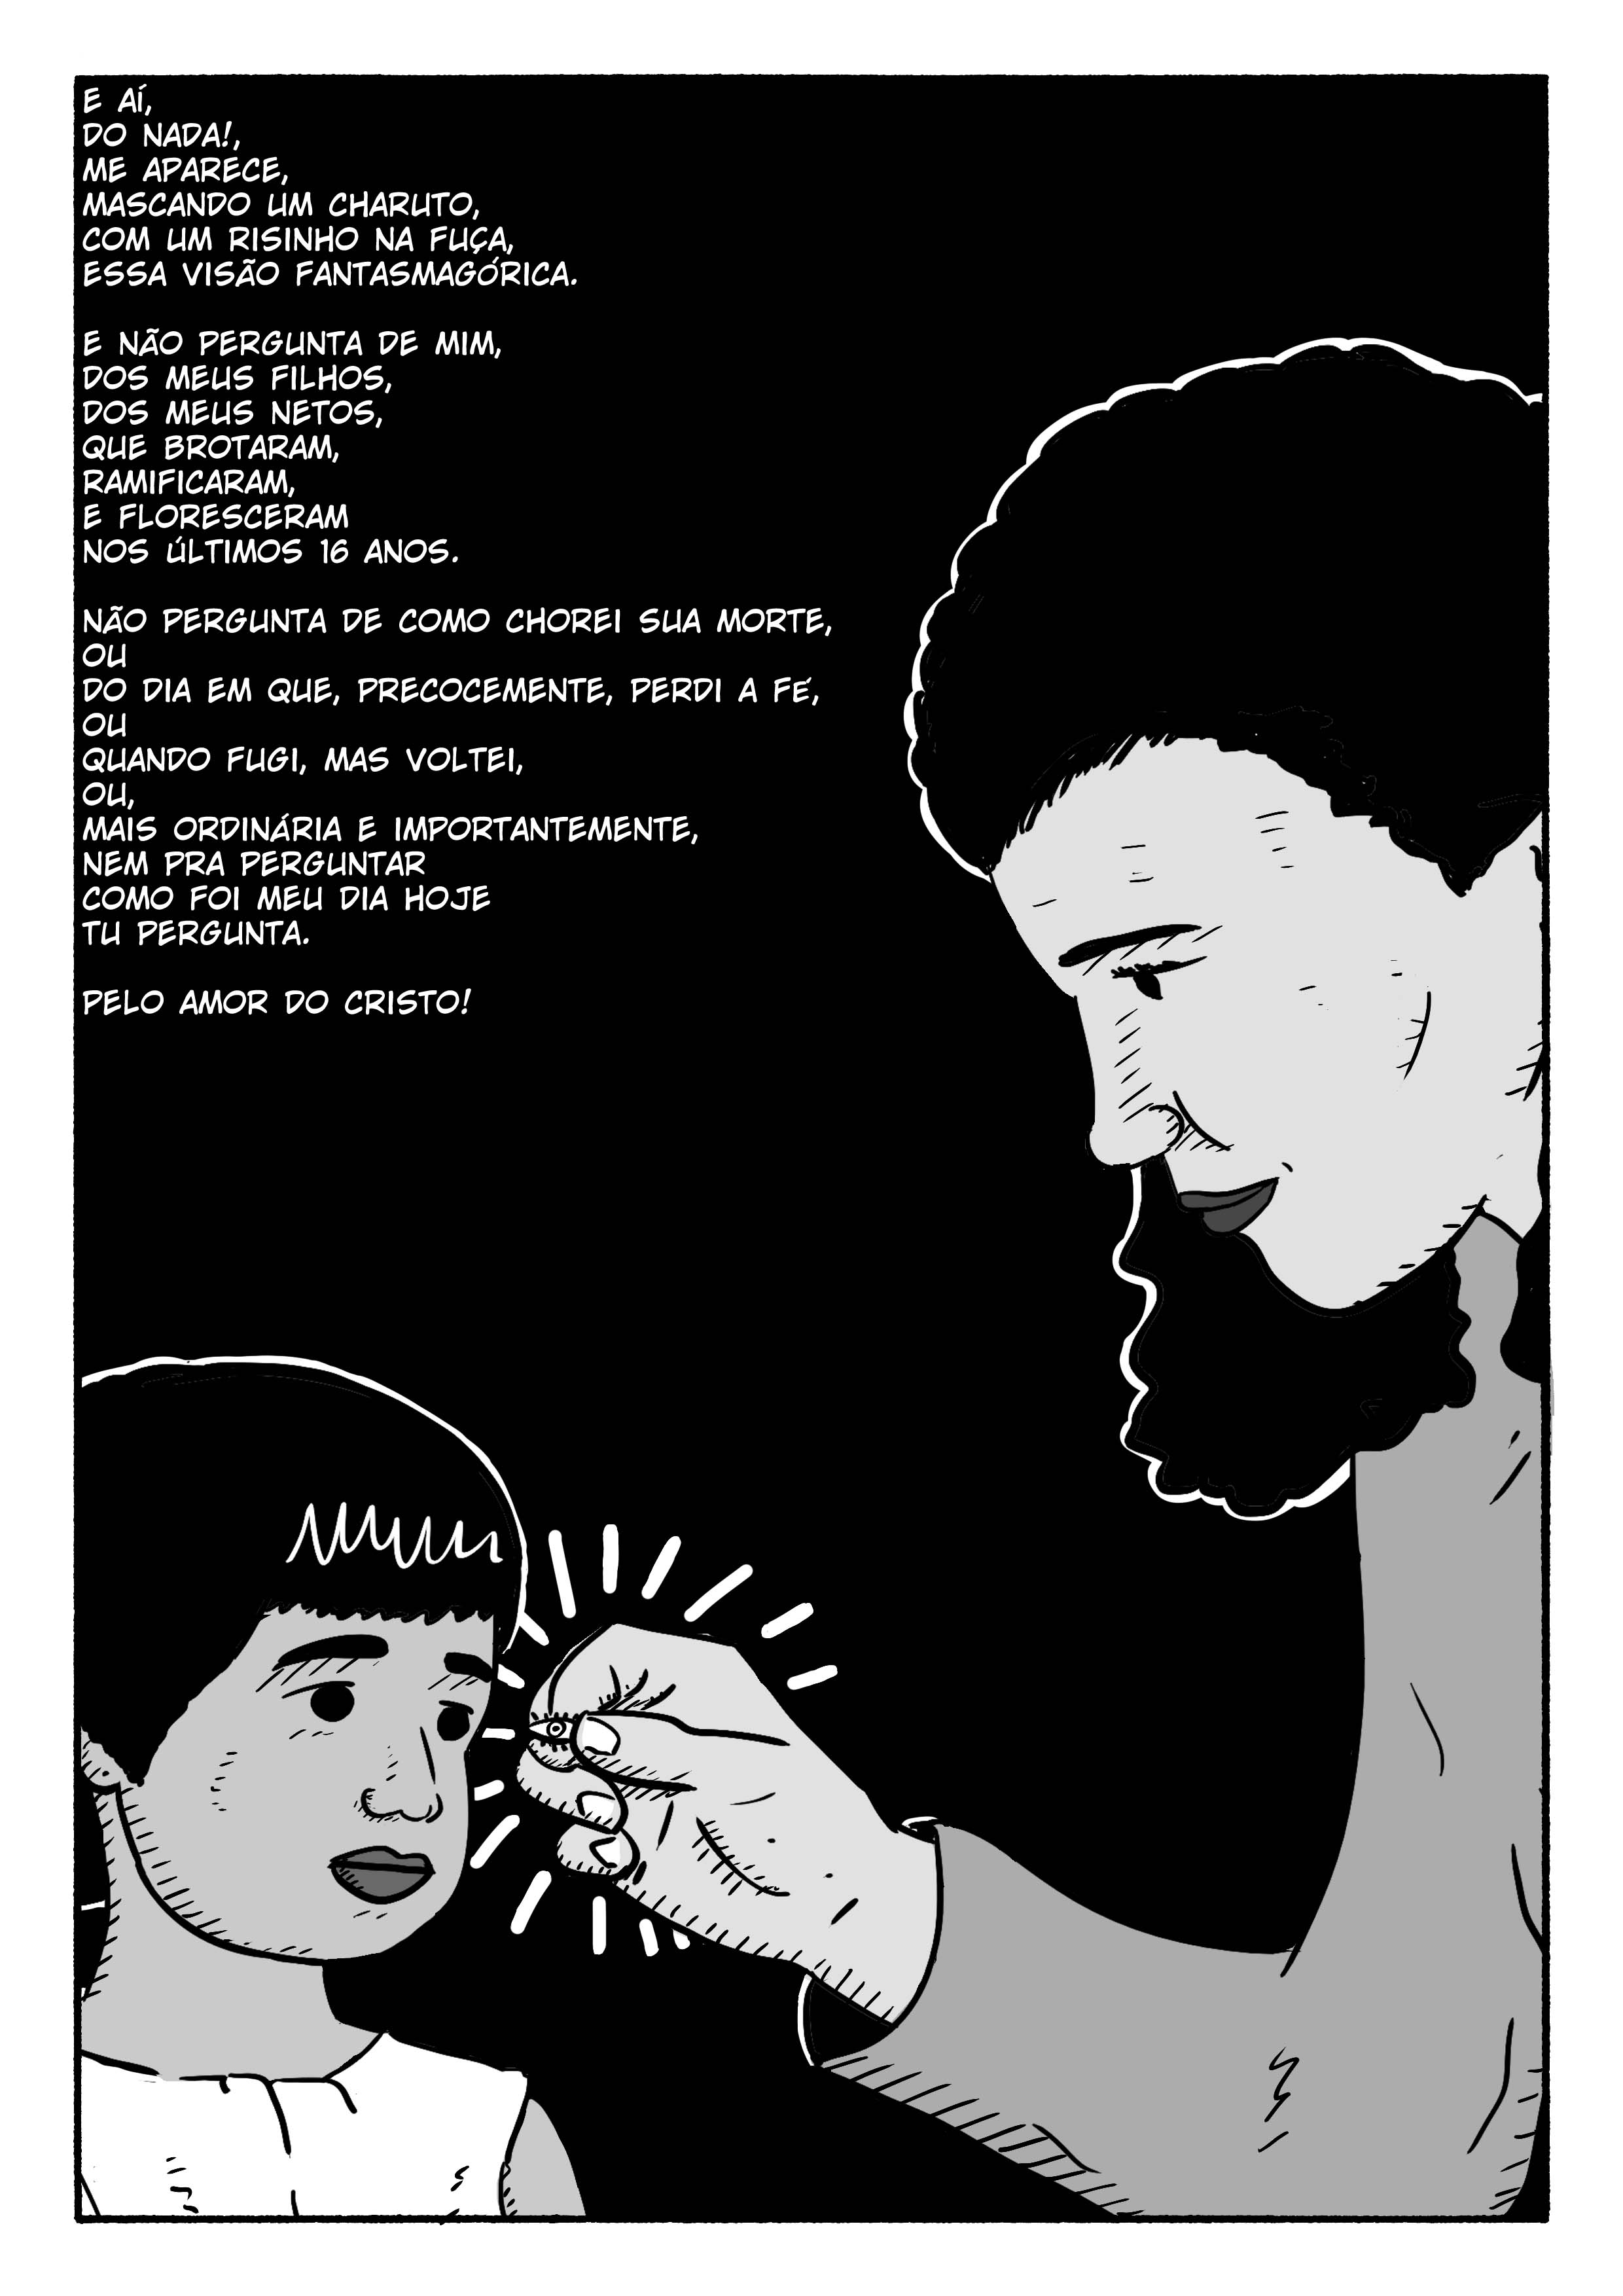 E AÍ,
DO NADA!,
ME APARECE,
MASCANDO UM CHARUTO,
COM UM RISINHO NA FUÇA,
ESSA VISÃO FANTASMAGÓRICA.
E NÃO PERGUNTA DE MIM,
DOS MEUS FILHOS,
DOS MEUS NETOS,
QUE BROTARAM,
RAMIFICARAM,
E FLORESCERAM
NOS ÚLTIMOS 16 ANOS.
NÃO PERGUNTA DE COMO CHOREI SUA MORTE,
OU
DO DIA EM QUE, PRECOCEMENTE, PERDI A FÉ,
OU
QUANDO FUGI, MAS VOLTEI,
OU,
MAIS ORDINÁRIA E IMPORTANTEMENTE,
NEM PRA PERGUNTAR
COMO FOI MEU DIA HOJE
TU PERGUNTA.
PELO AMOR DO CRISTO!